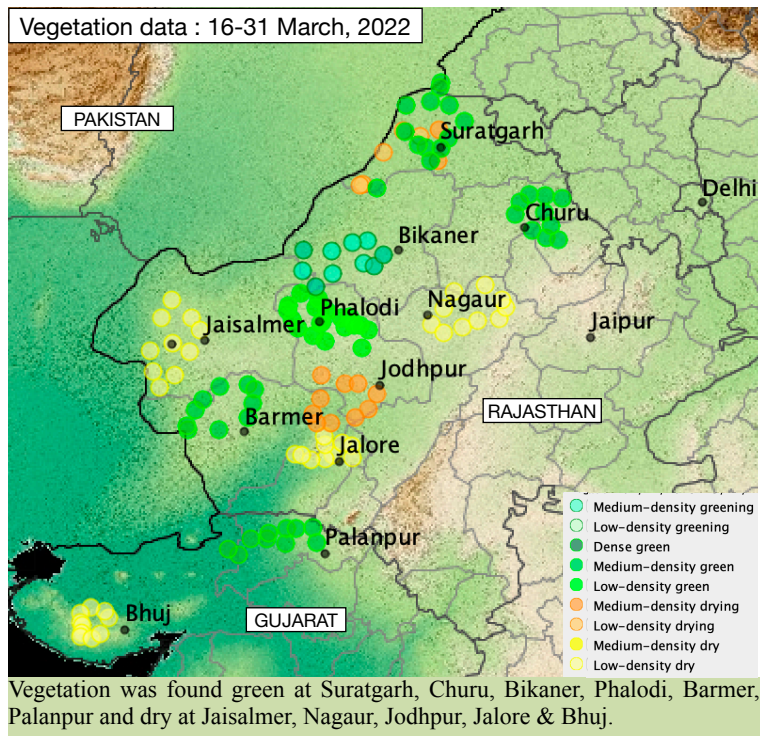 Vegetation data : 16-31 March, 2022
PAKISTAN
Suratgarh
Delhi
Churu
Bikaner
Phalodi
Nagaur
Jaisalmer
Jaipur
Jodhpur
RAJASTHAN
Barmer
Jalore
Medium-density greening
Low-density greening
Dense green
Medium-density green
Low-density green
Medium-density drying
Low-density drying
Medium-density dry
Low-density dry
Palanpur
Bhuj
GUJARAT
Vegetation was found green at Suratgarh, Churu, Bikaner, Phalodi, Barmer,
Palanpur and dry at Jaisalmer, Nagaur, Jodhpur, Jalore & Bhuj.